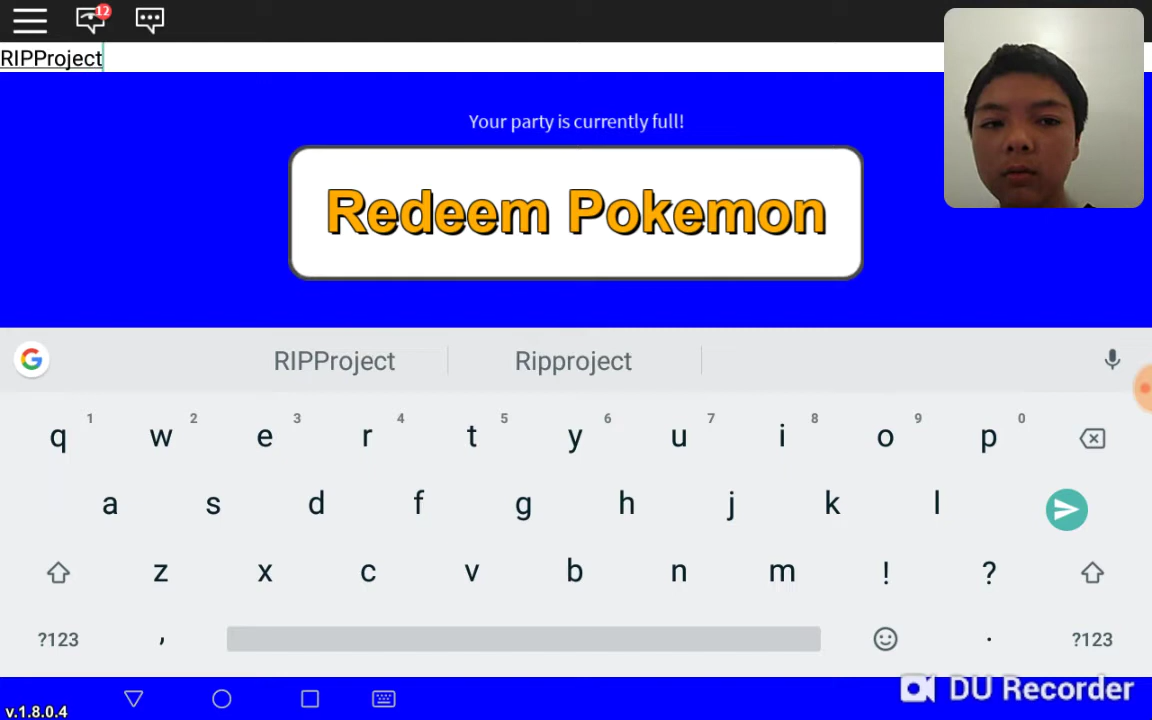 12
RIPProject
Your party is currently full!
Redeem Pokemon
G RIPProject Ripproject
1 2 3 4 5 6 7 8 9 0
q w e r t y u i o p
a s d f g h j k l
z x c v b n m ! ?
?123 , . ?123
DU Recorder
v.1.8.0.4